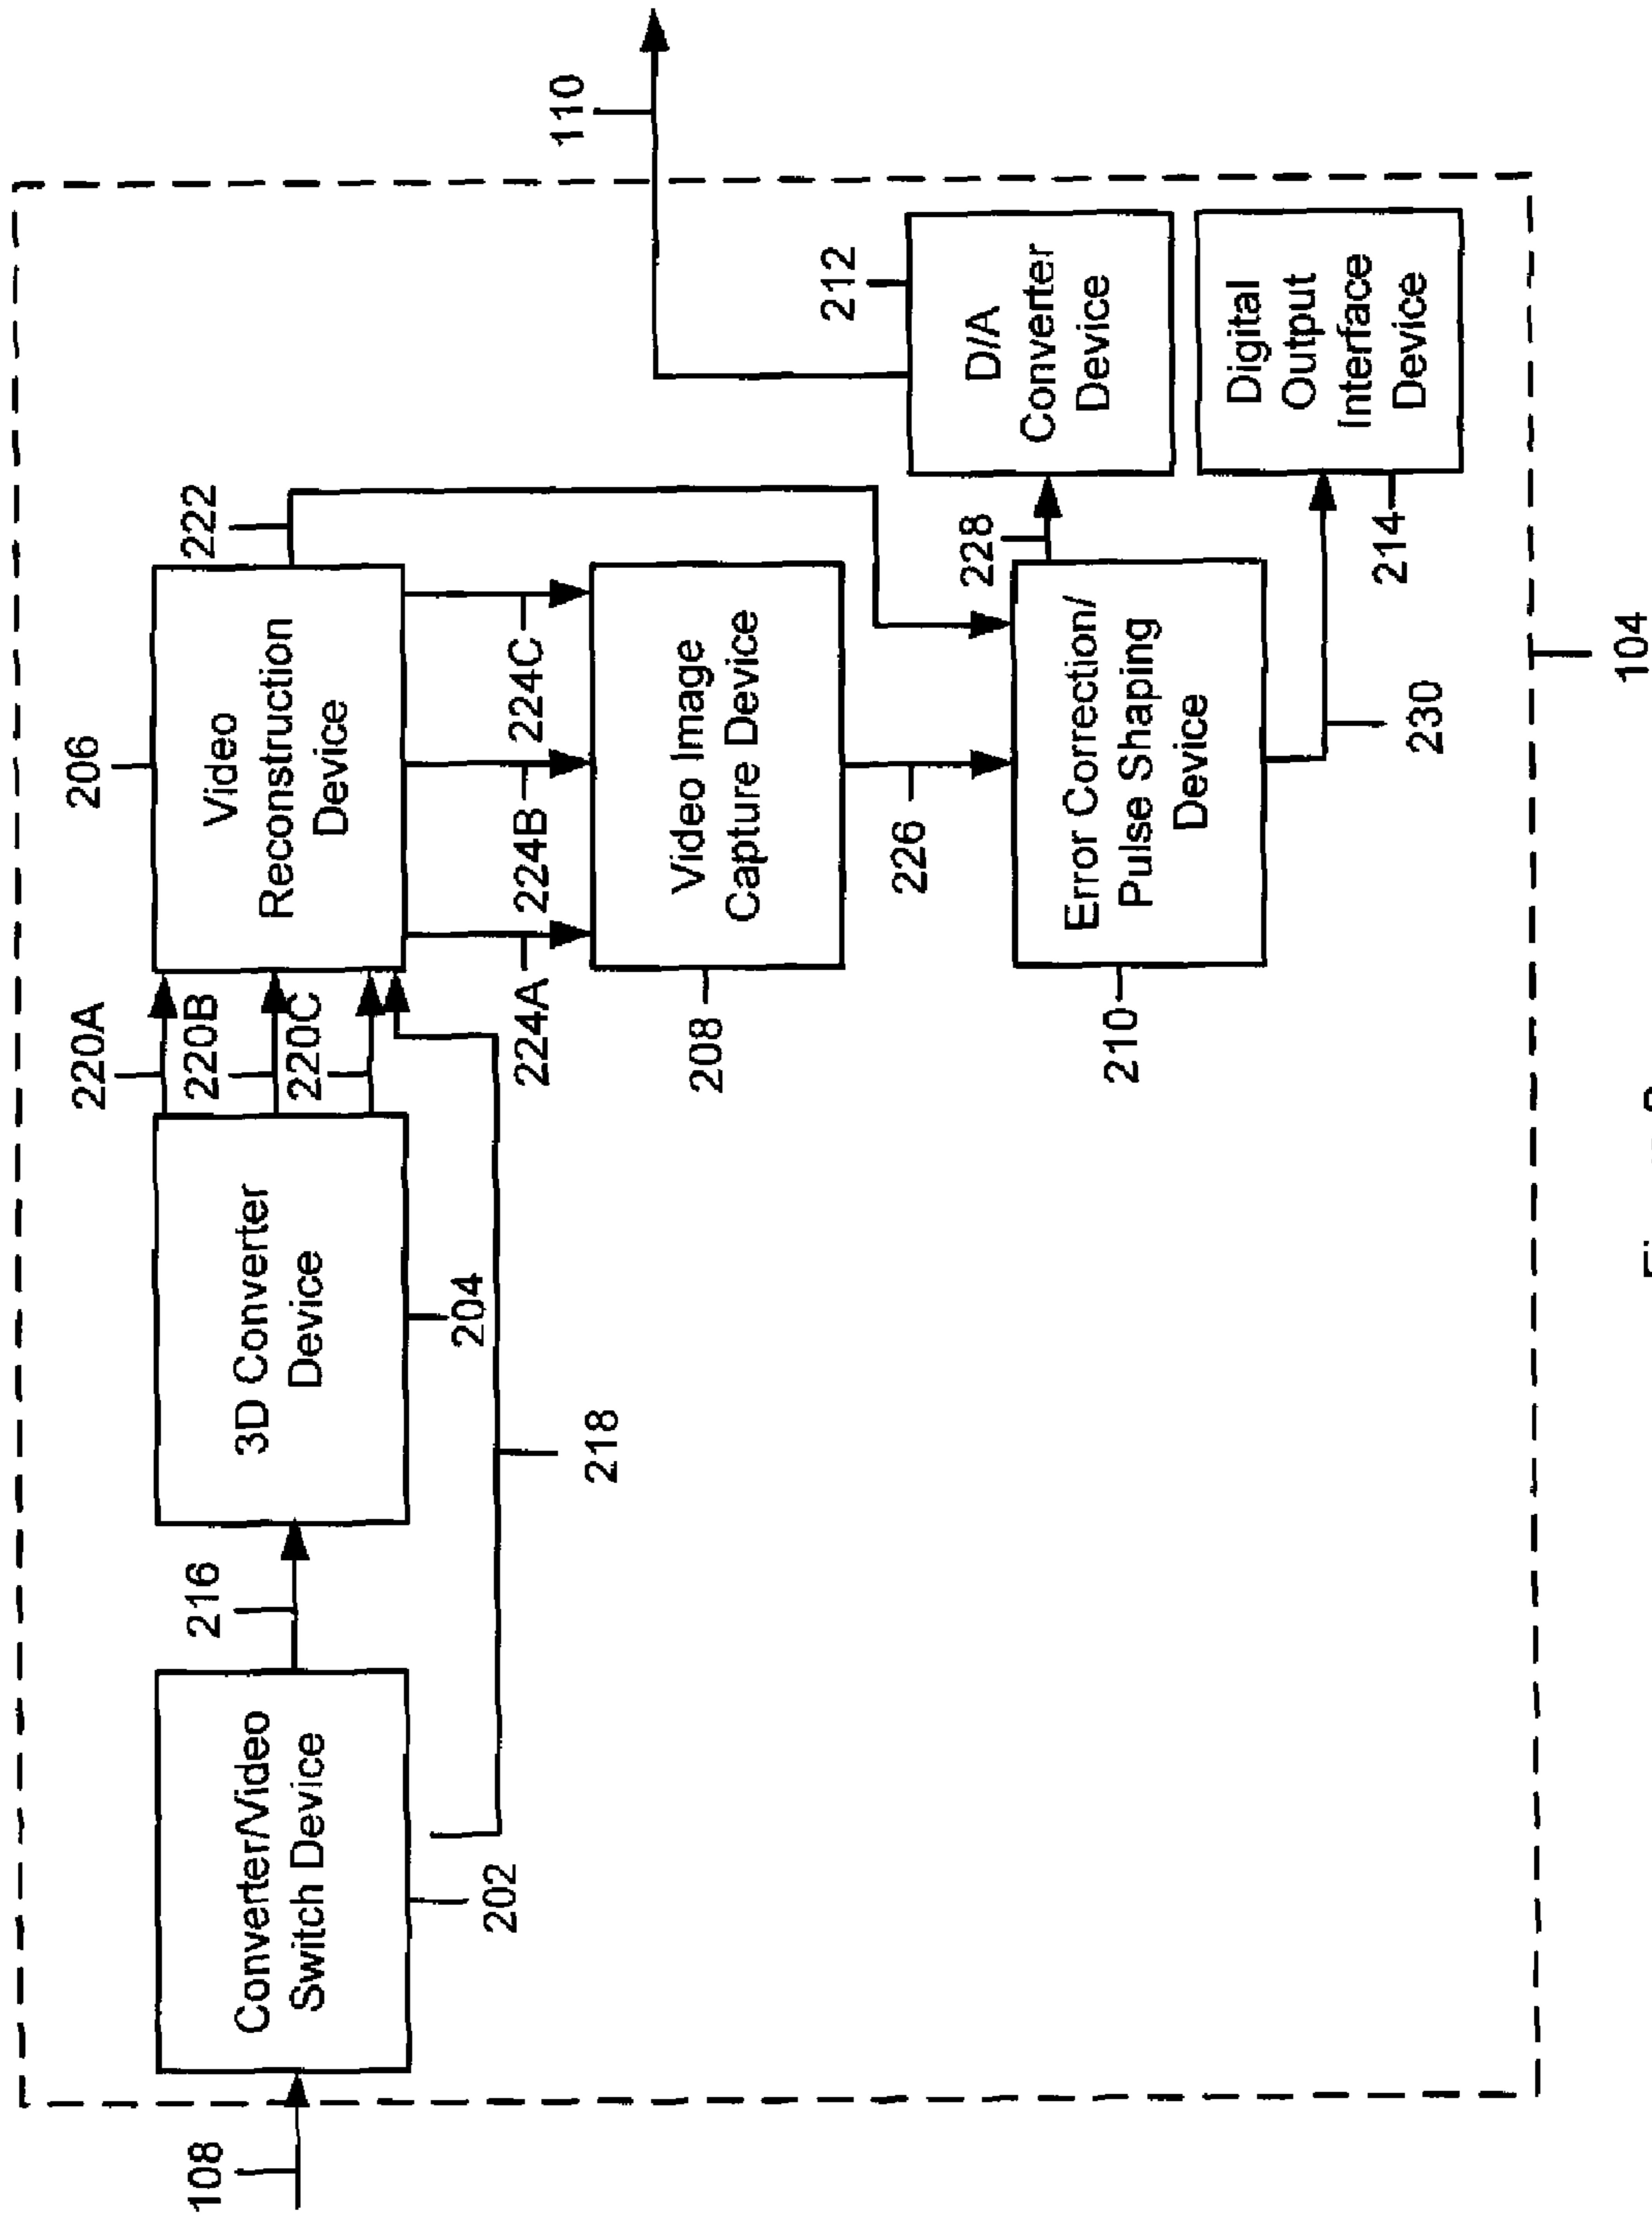 108
Converter/Video
Switch Device
202
216
218
3D Converter
Device
204
220A
220B
220C
206
Video
Reconstruction
Device
222
224A
224B
224C
Video Image
Capture Device
208
226
Error Correction/
Pulse Shaping
Device
210
228
230
D/A
Converter
Device
212
110
Digital
Output
Interface
Device
214
104